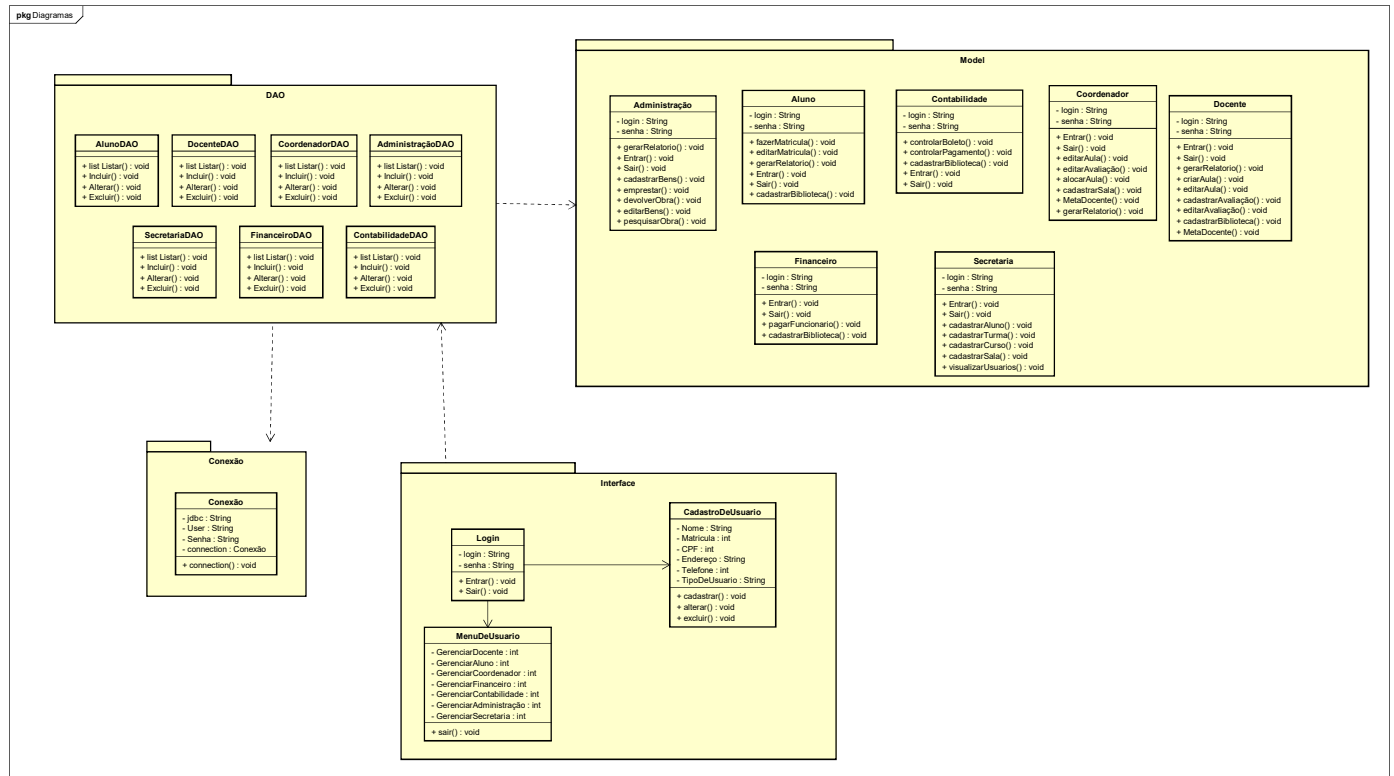 pkg Diagramas
DAO
AlunoDAO
+ list Listar() : void
+ Incluir() : void
+ Alterar() : void
+ Excluir() : void
DocenteDAO
+ list Listar() : void
+ Incluir() : void
+ Alterar() : void
+ Excluir() : void
CoordenadorDAO
+ list Listar() : void
+ Incluir() : void
+ Alterar() : void
+ Excluir() : void
AdministraçãoDAO
+ list Listar() : void
+ Incluir() : void
+ Alterar() : void
+ Excluir() : void
SecretariaDAO
+ list Listar() : void
+ Incluir() : void
+ Alterar() : void
+ Excluir() : void
FinanceiroDAO
+ list Listar() : void
+ Incluir() : void
+ Alterar() : void
+ Excluir() : void
ContabilidadeDAO
+ list Listar() : void
+ Incluir() : void
+ Alterar() : void
+ Excluir() : void
Model
Administração
- login : String
- senha : String
+ gerarRelatorio() : void
+ Entrar() : void
+ Sair() : void
+ cadastrarBens() : void
+ emprestar() : void
+ devolverObra() : void
+ editarBens() : void
+ pesquisarObra() : void
Aluno
- login : String
- senha : String
+ fazerMatricula() : void
+ editarMatricula() : void
+ gerarRelatorio() : void
+ Entrar() : void
+ Sair() : void
+ cadastrarBiblioteca() : void
Contabilidade
- login : String
- senha : String
+ controlarBoleto() : void
+ controlarPagamento() : void
+ cadastrarBiblioteca() : void
+ Entrar() : void
+ Sair() : void
Coordenador
- login : String
- senha : String
+ Entrar() : void
+ Sair() : void
+ editarAula() : void
+ editarAvaliação() : void
+ alocarAula() : void
+ cadastrarSala() : void
+ MetaDocente() : void
+ gerarRelatorio() : void
Docente
- login : String
- senha : String
+ Entrar() : void
+ Sair() : void
+ gerarRelatorio() : void
+ criarAula() : void
+ editarAula() : void
+ cadastrarAvaliação() : void
+ editarAvaliação() : void
+ cadastrarBiblioteca() : void
+ MetaDocente() : void
Financeiro
- login : String
- senha : String
+ Entrar() : void
+ Sair() : void
+ pagarFuncionario() : void
+ cadastrarBiblioteca() : void
Secretaria
- login : String
- senha : String
+ Entrar() : void
+ Sair() : void
+ cadastrarAluno() : void
+ cadastrarTurma() : void
+ cadastrarCurso() : void
+ cadastrarSala() : void
+ visualizarUsuarios() : void
Conexão
Conexão
- jdbc : String
- User : String
- Senha : String
- connection : Conexão
+ connection() : void
Interface
Login
- login : String
- senha : String
+ Entrar() : void
+ Sair() : void
CadastroDeUsuario
- Nome : String
- Matricula : int
- CPF : int
- Endereço : String
- Telefone : int
- TipoDeUsuario : String
+ cadastrar() : void
+ alterar() : void
+ excluir() : void
MenuDeUsuario
- GerenciarDocente : int
- GerenciarAluno : int
- GerenciarCoordenador : int
- GerenciarFinanceiro : int
- GerenciarContabilidade : int
- GerenciarAdministração : int
- GerenciarSecretaria : int
+ sair() : void